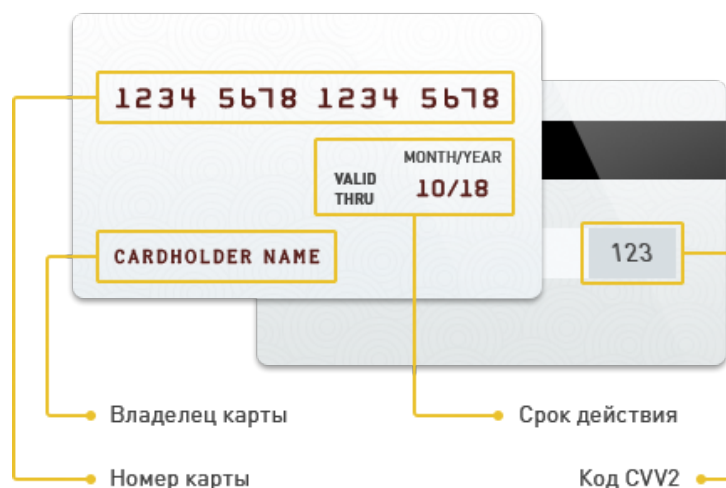 1234 5678 1234 5678
MONTH/YEAR
VALID THRU
10/18
CARDHOLDER NAME
123
Владелец карты
Срок действия
Номер карты
Код CVV2